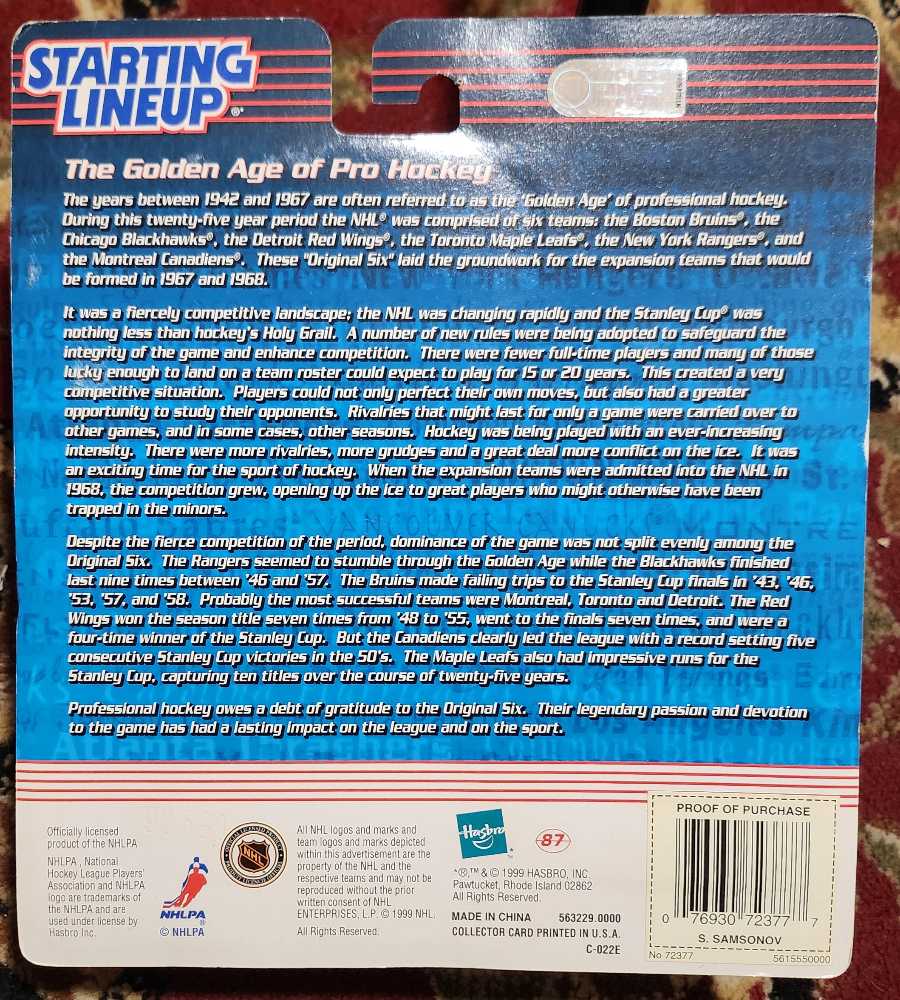 STARTING
LINEUP®
The Golden Age of Pro Hockey
The years between 1942 and 1967 are often referred to as the 'Golden Age' of professional hockey.
During this twenty-five year period the NHL® was comprised of six teams: the Boston Bruins®, the
Chicago Blackhawks®, the Detroit Red Wings®, the Toronto Maple Leafs®, the New York Rangers®, and
the Montreal Canadiens®. These "Original Six" laid the groundwork for the expansion teams that would
be formed in 1967 and 1968.
It was a fiercely competitive landscape; the NHL was changing rapidly and the Stanley Cup® was
nothing less than hockey's Holy Grail. A number of new rules were being adopted to safeguard the
integrity of the game and enhance competition. There were fewer full-time players and many of those
lucky enough to land on a team roster could expect to play for 15 or 20 years. This created a very
competitive situation. Players could not only perfect their own moves, but also had a greater
opportunity to study their opponents. Rivalries that might last for only a game were carried over to
other games, and in some cases, other seasons. Hockey was being played with an ever-increasing
intensity. There were more rivalries, more grudges and a great deal more conflict on the ice. It was
an exciting time for the sport of hockey. When the expansion teams were admitted into the NHL in
1968, the competition grew, opening up the ice to great players who might otherwise have been
trapped in the minors.
VANCOUVER CANUCKS MONTRE
Despite the fierce competition of the period, dominance of the game was not split evenly among the
Original Six. The Rangers seemed to stumble through the Golden Age while the Blackhawks finished
last nine times between '46 and '57. The Bruins made failing trips to the Stanley Cup finals in '43, '46,
'53, '57, and '58. Probably the most successful teams were Montreal, Toronto and Detroit. The Red
Wings won the season title seven times from '48 to '55, went to the finals seven times, and were a
four-time winner of the Stanley Cup. But the Canadiens clearly led the league with a record setting five
consecutive Stanley Cup victories in the 50's. The Maple Leafs also had impressive runs for the
Stanley Cup, capturing ten titles over the course of twenty-five years.
Professional hockey owes a debt of gratitude to the Original Six. Their legendary passion and devotion
to the game has had a lasting impact on the league and on the sport.
Officially licensed
product of the NHLPA
NHLPA, National
Hockey League Players'
Association and NHLPA
logo are trademarks of
the NHLPA and are
used under license by
Hasbro Inc.
NHLPA®
© NHLPA
NHL
All NHL logos and marks and
team logos and marks depicted
within this advertisement are the
property of the NHL and the
respective teams and may not be
reproduced without the prior
written consent of NHL
ENTERPRISES, L.P. © 1999 NHL.
All Rights Reserved.
Hasbro™
87
*®,™ & © 1999 HASBRO, INC.
Pawtucket, Rhode Island 02862
All Rights Reserved.
MADE IN CHINA 563229.0000
COLLECTOR CARD PRINTED IN U.S.A.
C-022E
PROOF OF PURCHASE
0 76930 72377 7
S. SAMSONOV
No 72377 5615550000